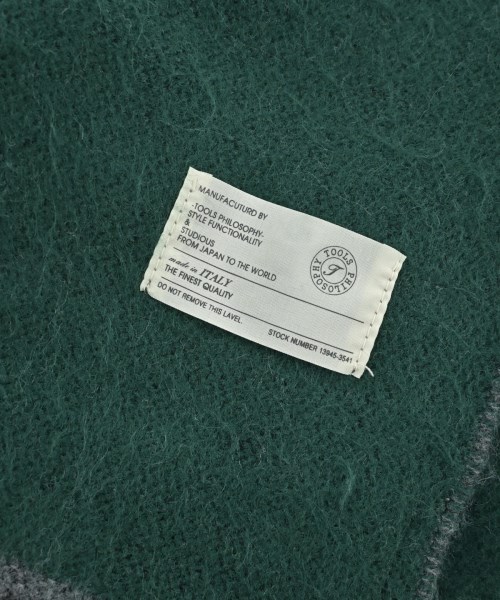 MANUFACUTURD BY
-TOOLS PHILOSOPHY-
STYLE FUNCTIONALITY
&
STUDIOUS
FROM JAPAN TO THE WORLD
made in ITALY
THE FINEST QUALITY
DO NOT REMOVE THIS LAVEL.
STOCK NUMBER 13945-3541
TOOLS PHILOSOPHY
T